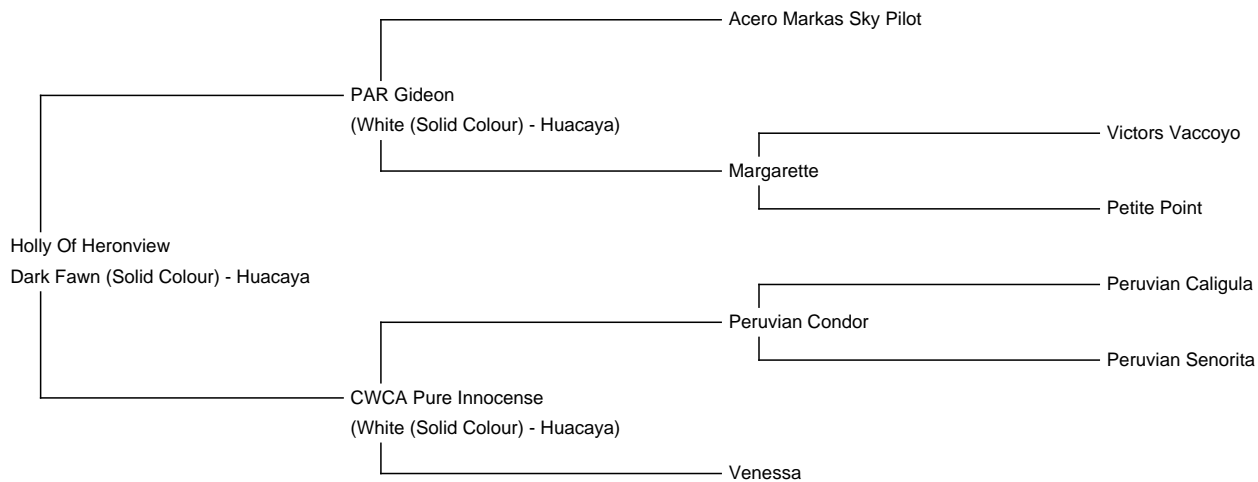 Acero Markas Sky Pilot
PAR Gideon
(White (Solid Colour) - Huacaya)
Victors Vaccoyo
Margarette
Petite Point
Holly Of Heronview
Dark Fawn (Solid Colour) - Huacaya
Peruvian Caligula
Peruvian Condor
Peruvian Senorita
CWCA Pure Innocense
(White (Solid Colour) - Huacaya)
Venessa